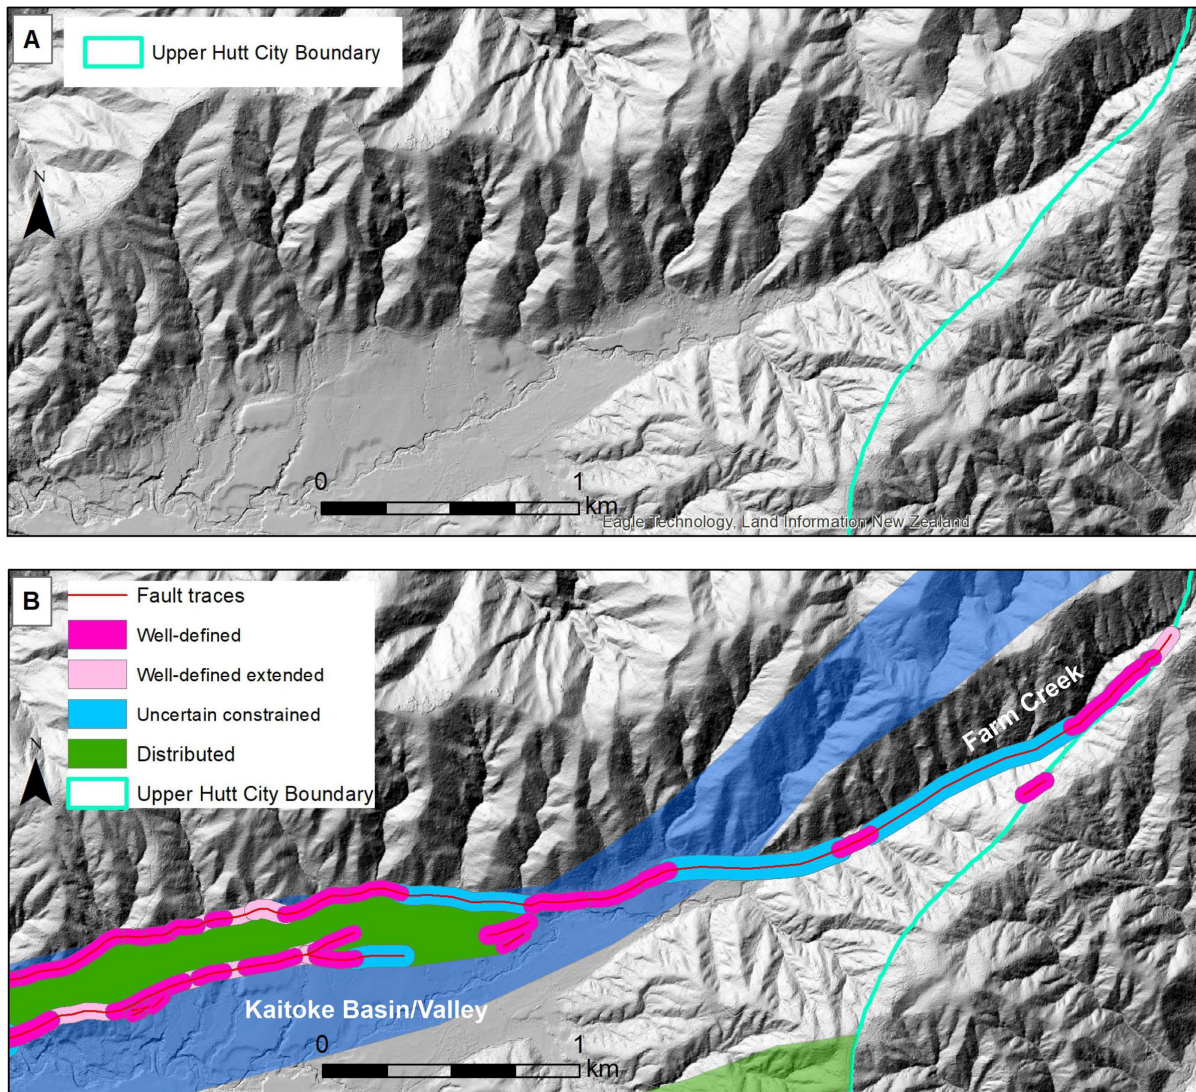 A
Upper Hutt City Boundary
N
0
1
km
Eagle Technology, Land Information New Zealand
B
Fault traces
Well-defined
Well-defined extended
Uncertain constrained
Distributed
Upper Hutt City Boundary
N
Farm Creek
Kaitoke Basin/Valley
0
1
km